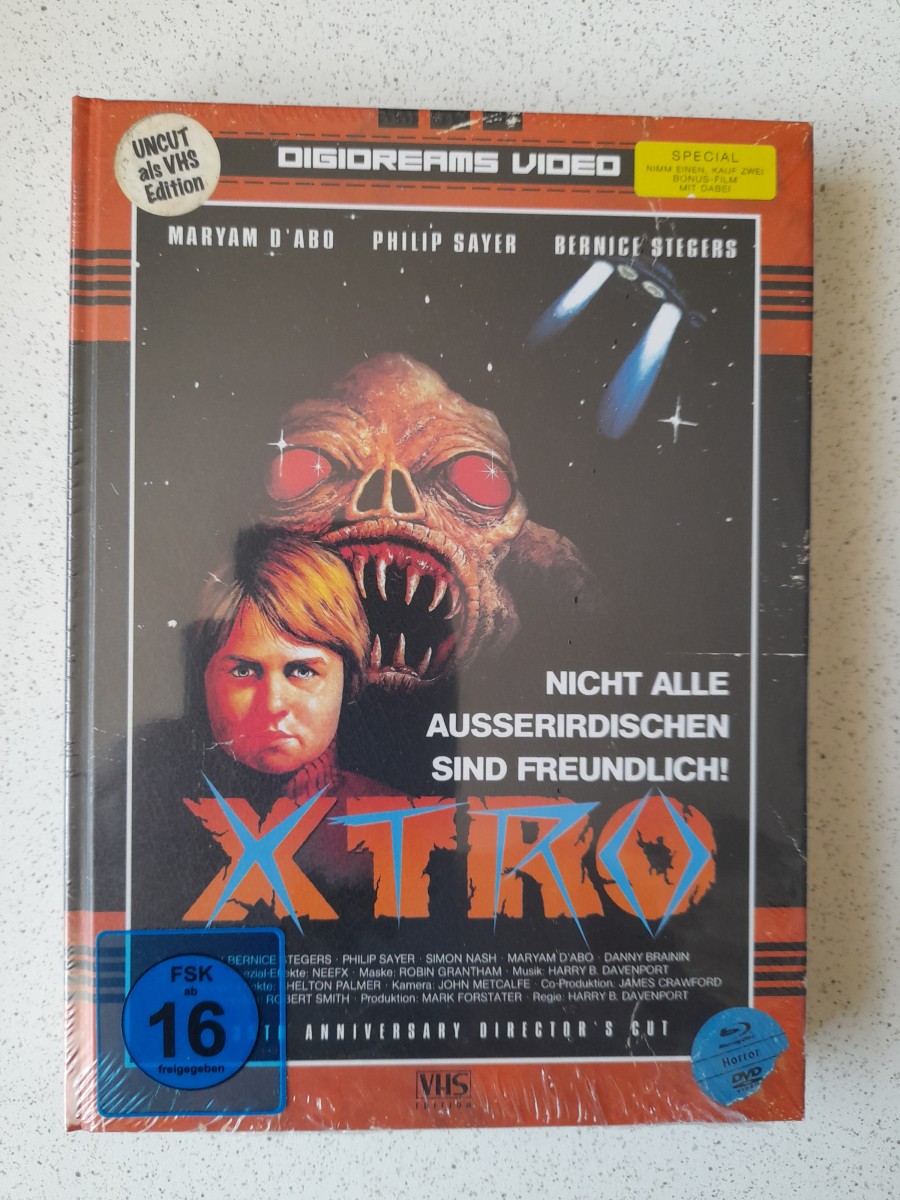 UNCUT
als VHS
Edition
DIGIDREAMS VIDEO
SPECIAL
NIMM EINEN, KAUF ZWEI
BONUS-FILM
MIT DABEI
MARYAM D'ABO PHILIP SAYER BERNICE STEGERS
NICHT ALLE
AUSSERIRDISCHEN
SIND FREUNDLICH!
XTRO
BERNICE STEGERS · PHILIP SAYER · SIMON NASH · MARYAM D'ABO · DANNY BRAININ
NEEFX · Maske: ROBIN GRANTHAM · Musik: HARRY B. DAVENPORT
PALMER · Kamera: JOHN METCALFE · Co-Produktion: JAMES CRAWFORD
ROBERT SMITH · Produktion: MARK FORSTATER · Regie: HARRY B. DAVENPORT
ANNIVERSARY DIRECTOR'S CUT
FSK
ab
16
freigegeben
VHS
EDITION
Horror
DVD